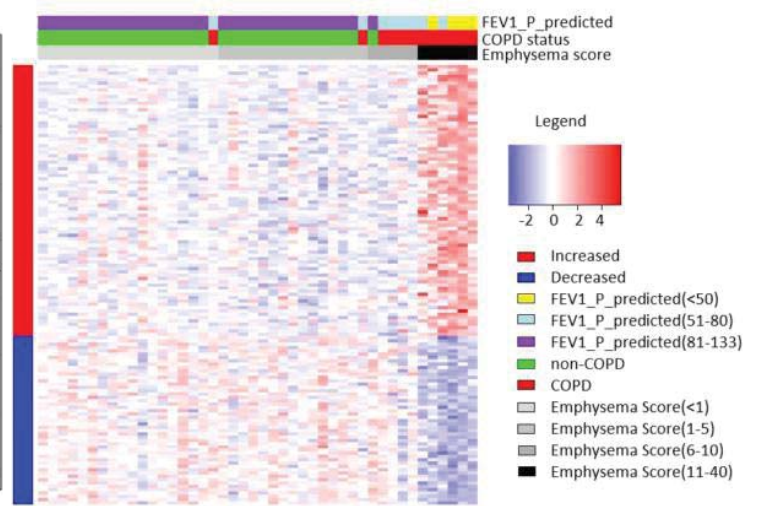 FEV1_P_predicted
COPD status
Emphysema score
Legend
-2 0 2 4
Increased
Decreased
FEV1_P_predicted(<50)
FEV1_P_predicted(51-80)
FEV1_P_predicted(81-133)
non-COPD
COPD
Emphysema Score(<1)
Emphysema Score(1-5)
Emphysema Score(6-10)
Emphysema Score(11-40)